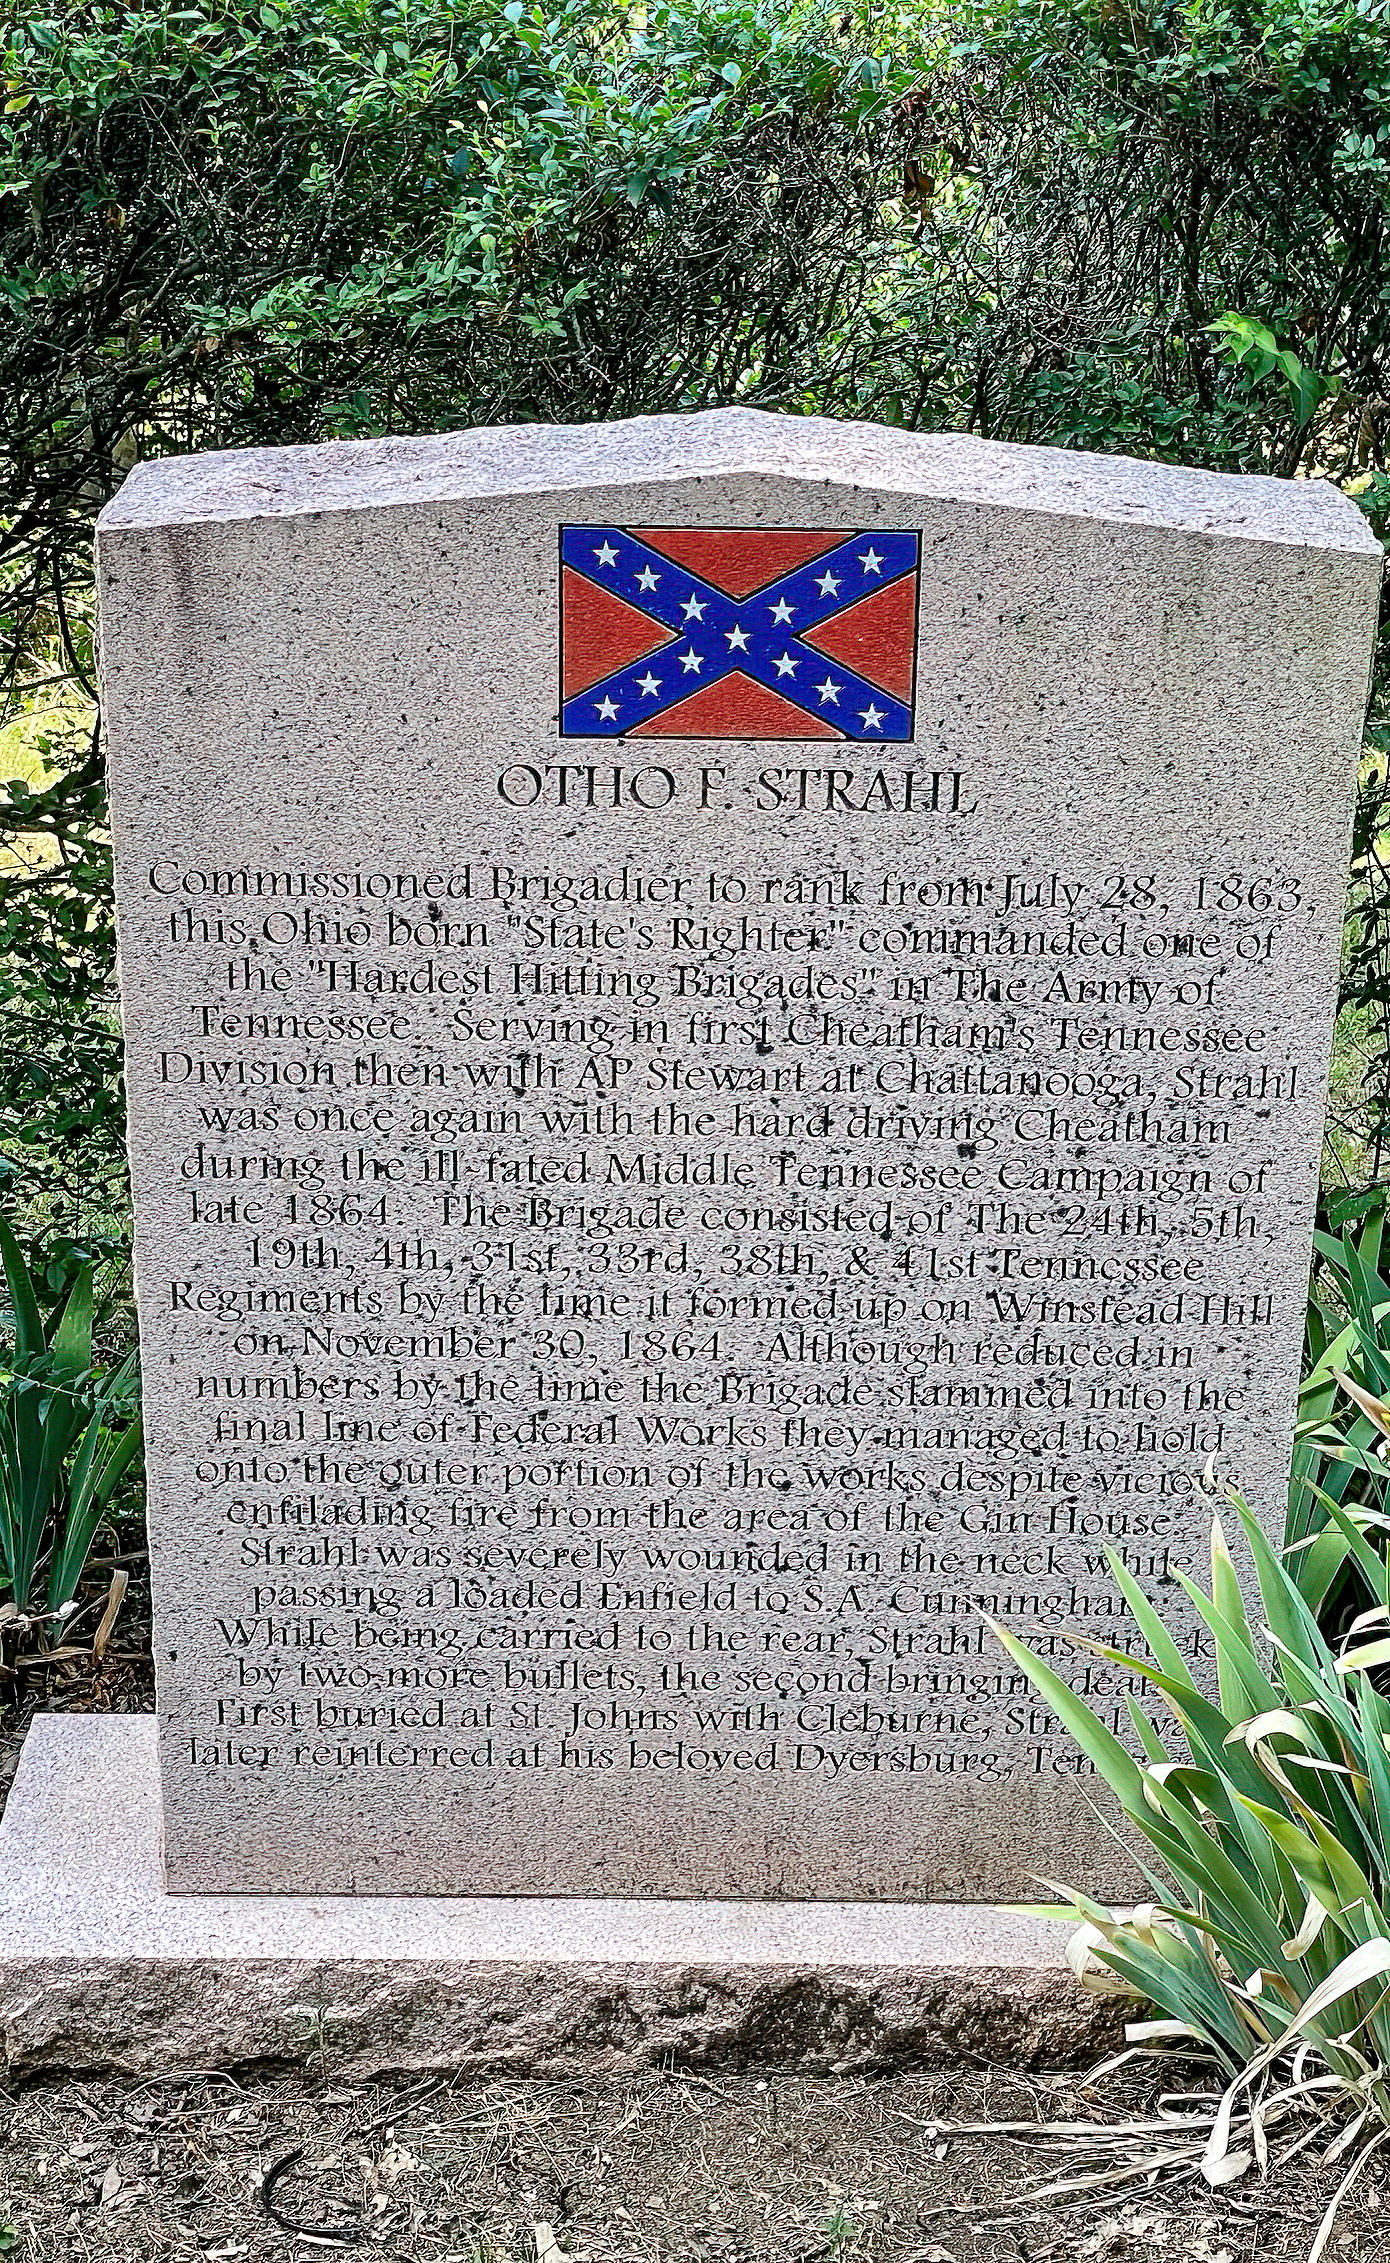 OTHO F. STRAHL
Commissioned Brigadier to rank from July 28, 1863,
this Ohio born "State's Righter" commanded one of
the "Hardest Hitting Brigades" in The Army of
Tennessee. Serving in first Cheatham's Tennessee
Division then with AP Stewart at Chattanooga, Strahl
was once again with the hard driving Cheatham
during the ill-fated Middle Tennessee Campaign of
late 1864. The Brigade consisted of The 24th, 5th,
19th, 4th, 31st, 33rd, 38th, & 41st Tennessee
Regiments by the time it formed up on Winstead Hill
on November 30, 1864. Although reduced in
numbers by the time the Brigade slammed into the
final line of Federal Works they managed to hold
onto the outer portion of the works despite vicious
enfilading fire from the area of the Gin House.
Strahl was severely wounded in the neck while
passing a loaded Enfield to S.A. Cunningham.
While being carried to the rear, Strahl was struck
by two more bullets, the second bringing
First buried at St. Johns with Cleburne, Strahl
later reinterred at his beloved Dyersburg,